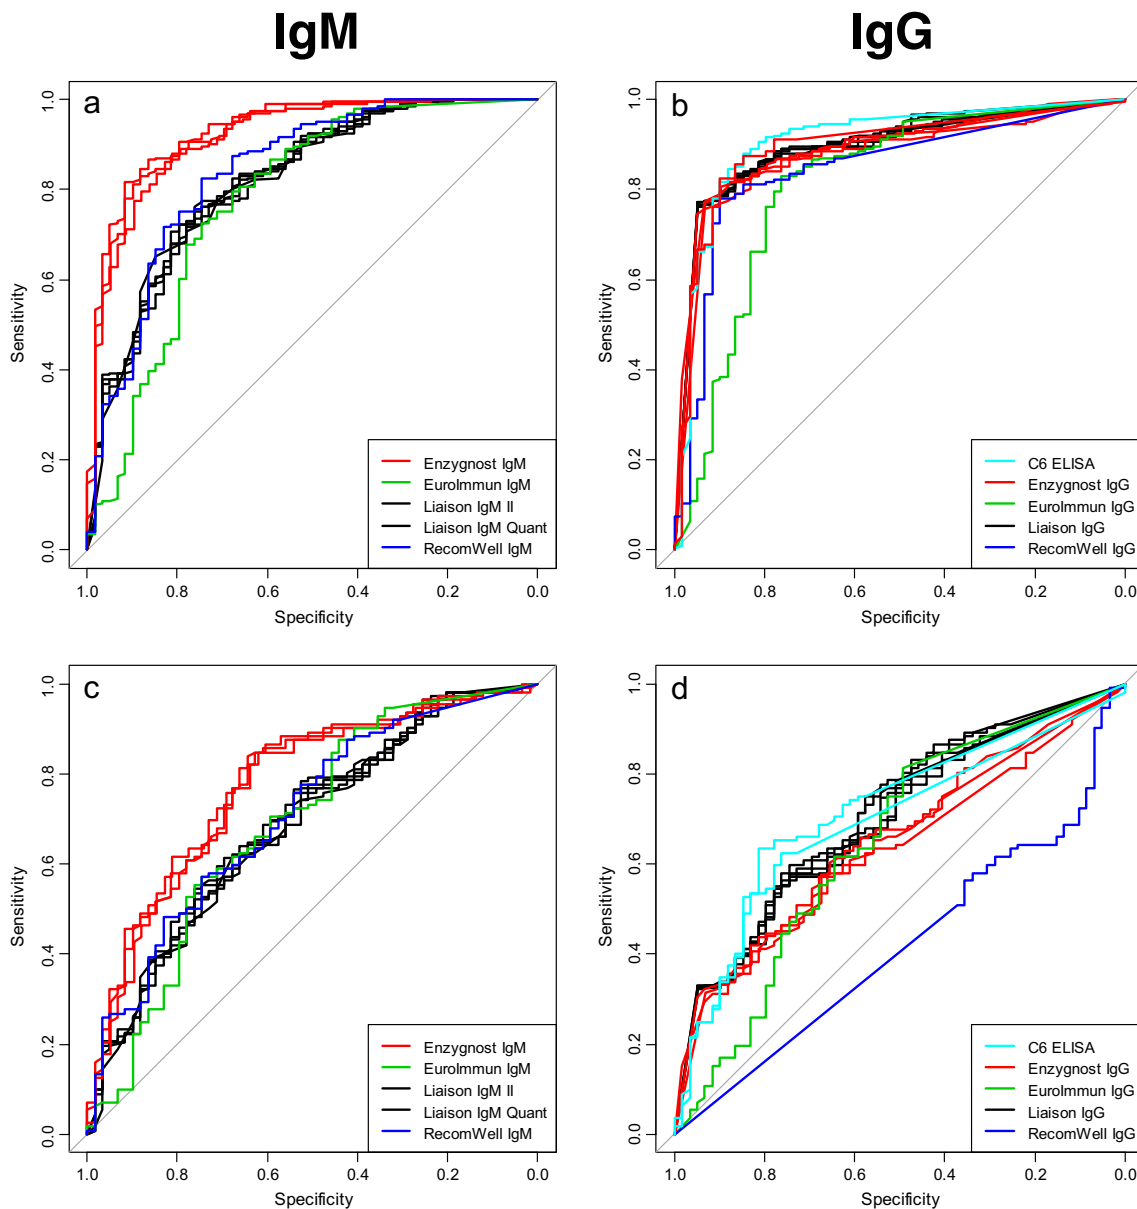 IgM
IgG
a
1.0
0.8
0.6
0.4
0.2
0.0
Sensitivity
1.0 0.8 0.6 0.4 0.2 0.0
Specificity
Enzygnost IgM
EuroImmun IgM
Liaison IgM II
Liaison IgM Quant
RecomWell IgM
b
1.0
0.8
0.6
0.4
0.2
0.0
Sensitivity
1.0 0.8 0.6 0.4 0.2 0.0
Specificity
C6 ELISA
Enzygnost IgG
EuroImmun IgG
Liaison IgG
RecomWell IgG
c
1.0
0.8
0.6
0.4
0.2
0.0
Sensitivity
1.0 0.8 0.6 0.4 0.2 0.0
Specificity
Enzygnost IgM
EuroImmun IgM
Liaison IgM II
Liaison IgM Quant
RecomWell IgM
d
1.0
0.8
0.6
0.4
0.2
0.0
Sensitivity
1.0 0.8 0.6 0.4 0.2 0.0
Specificity
C6 ELISA
Enzygnost IgG
EuroImmun IgG
Liaison IgG
RecomWell IgG